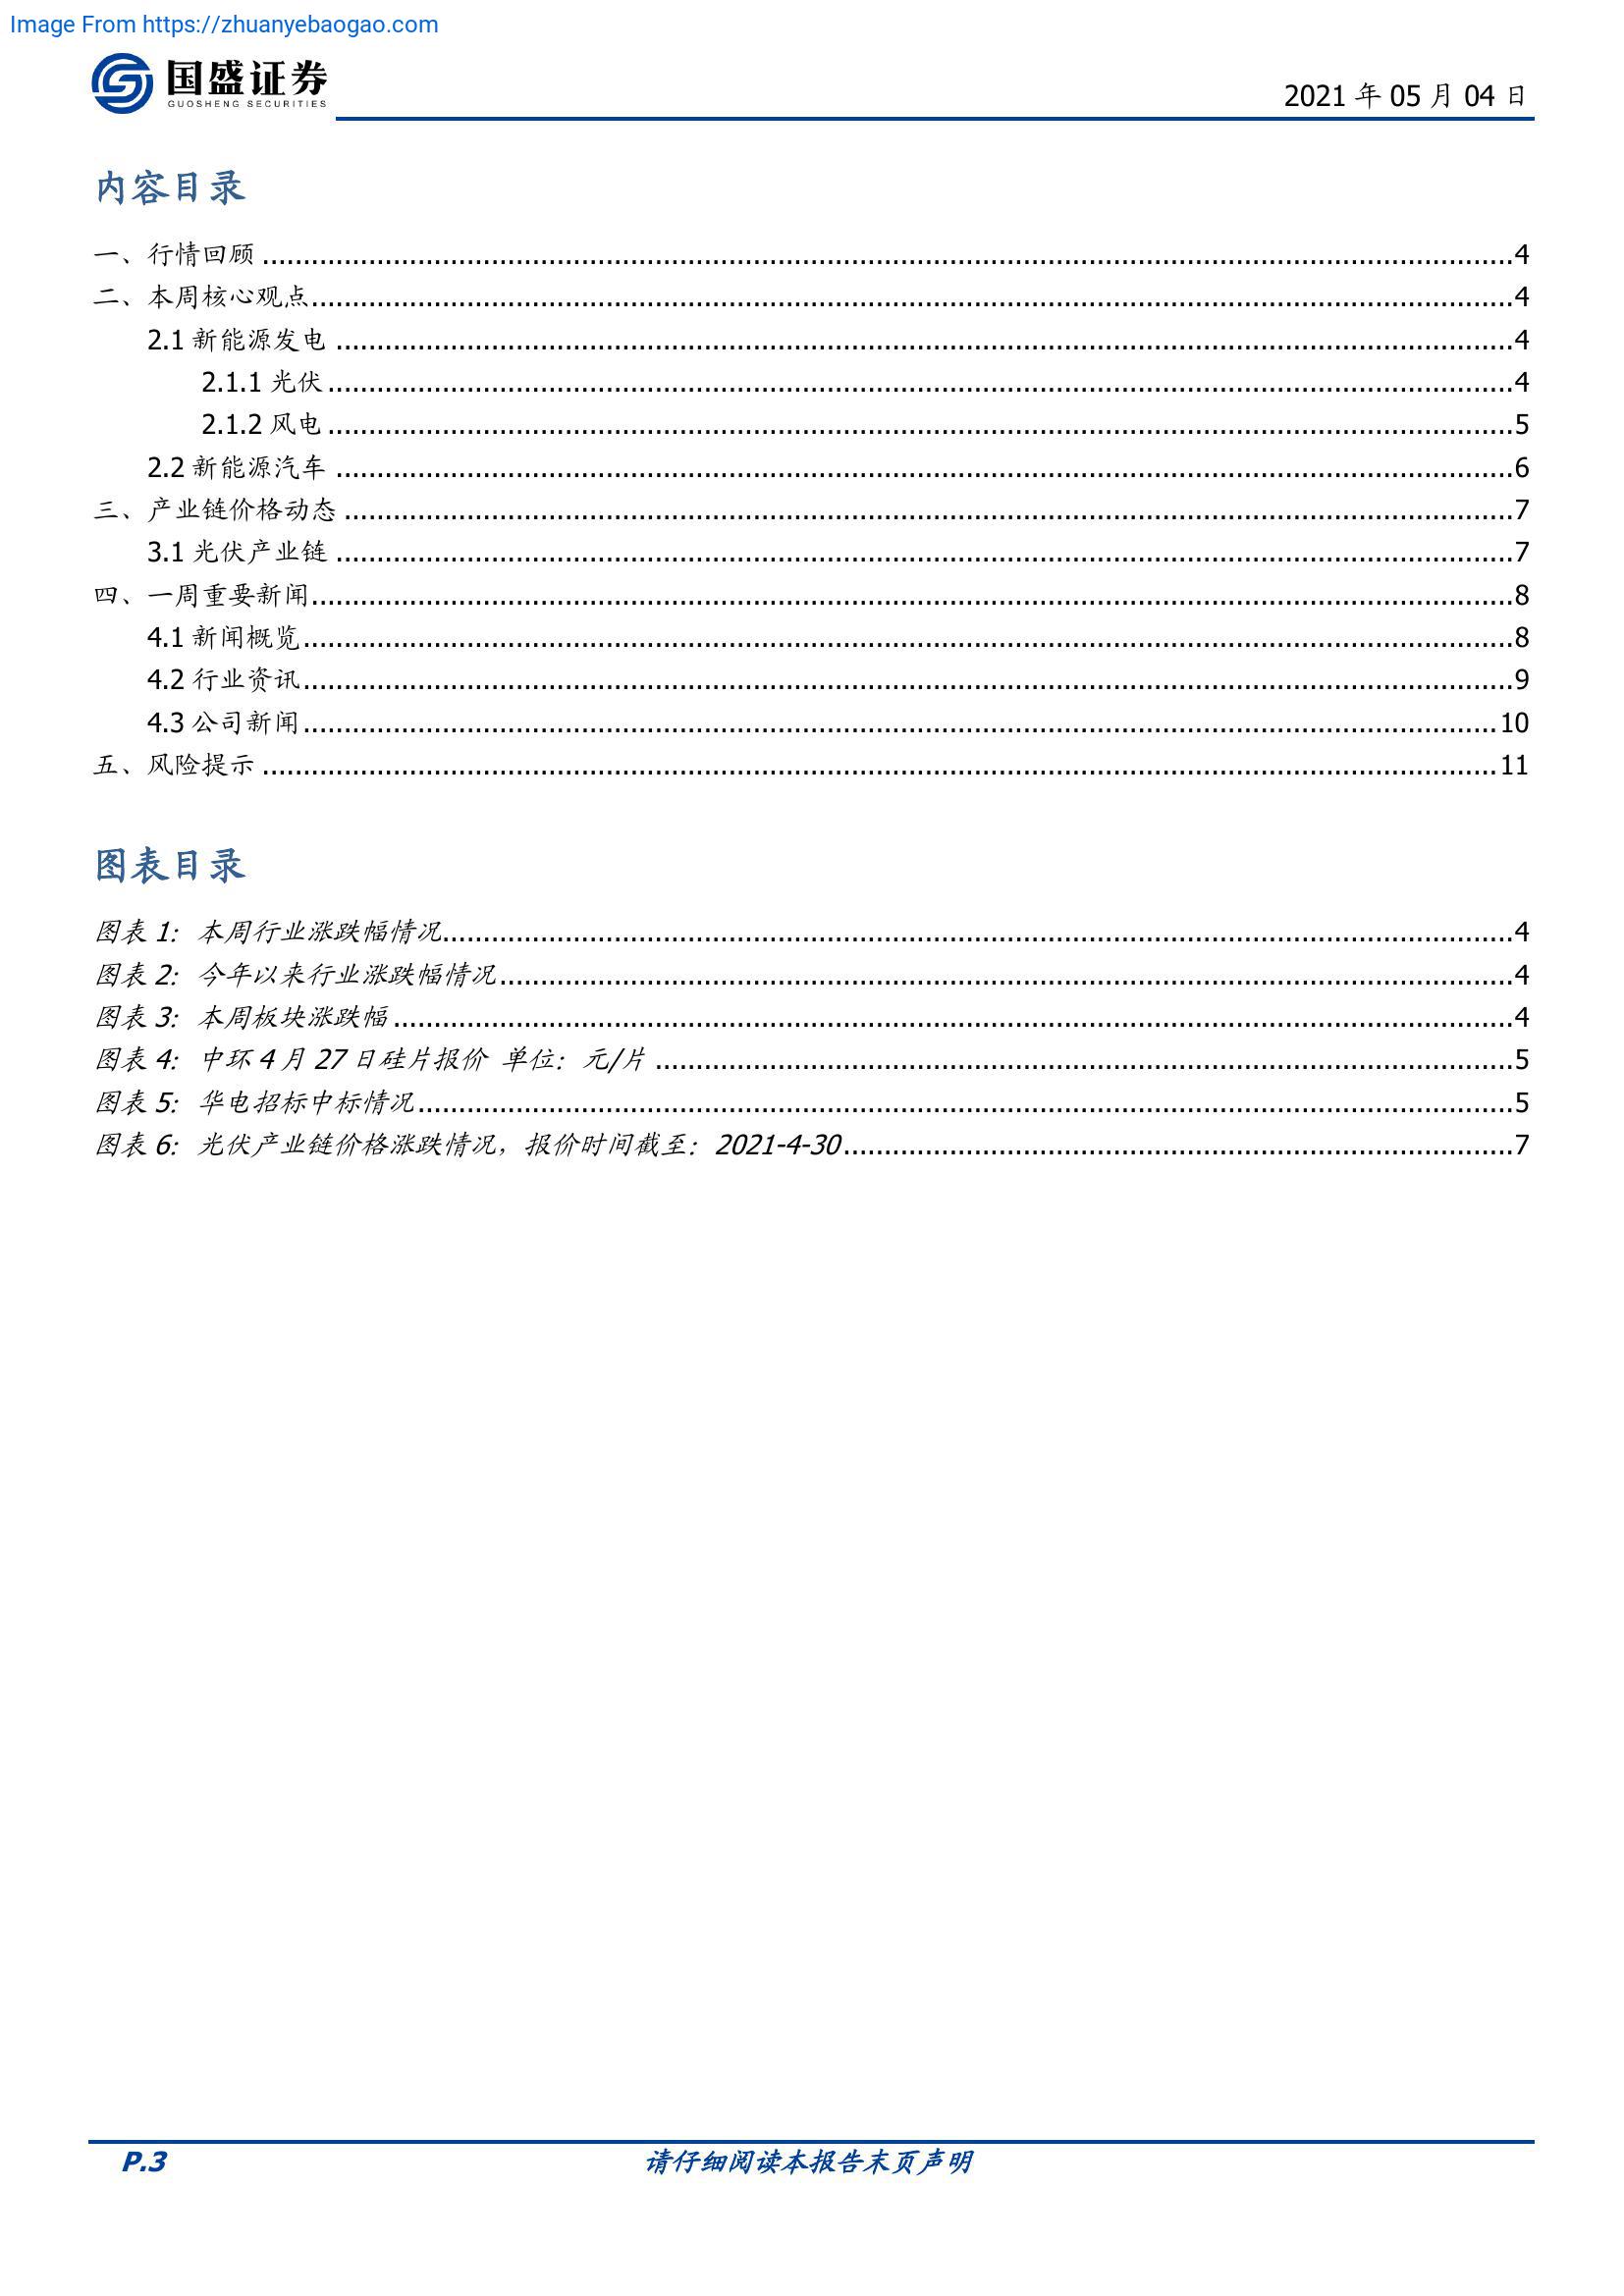 Image From https://zhuanyebaogao.com
国盛证券
GUOSHENG SECURITIES
2021 年 05 月 04 日
内容目录
一、行情回顾 ........ 4
二、本周核心观点 ........ 4
2.1 新能源发电 ........ 4
2.1.1 光伏 ........ 4
2.1.2 风电 ........ 5
2.2 新能源汽车 ........ 6
三、产业链价格动态 ........ 7
3.1 光伏产业链 ........ 7
四、一周重要新闻 ........ 8
4.1 新闻概览 ........ 8
4.2 行业资讯 ........ 9
4.3 公司新闻 ........ 10
五、风险提示 ........ 11
图表目录
图表 1： 本周行业涨跌幅情况 ........ 4
图表 2： 今年以来行业涨跌幅情况 ........ 4
图表 3： 本周板块涨跌幅 ........ 4
图表 4： 中环 4 月 27 日硅片报价 单位：元/片 ........ 5
图表 5： 华电招标中标情况 ........ 5
图表 6： 光伏产业链价格涨跌情况，报价时间截至：2021-4-30 ........ 7
P.3
请仔细阅读本报告末页声明